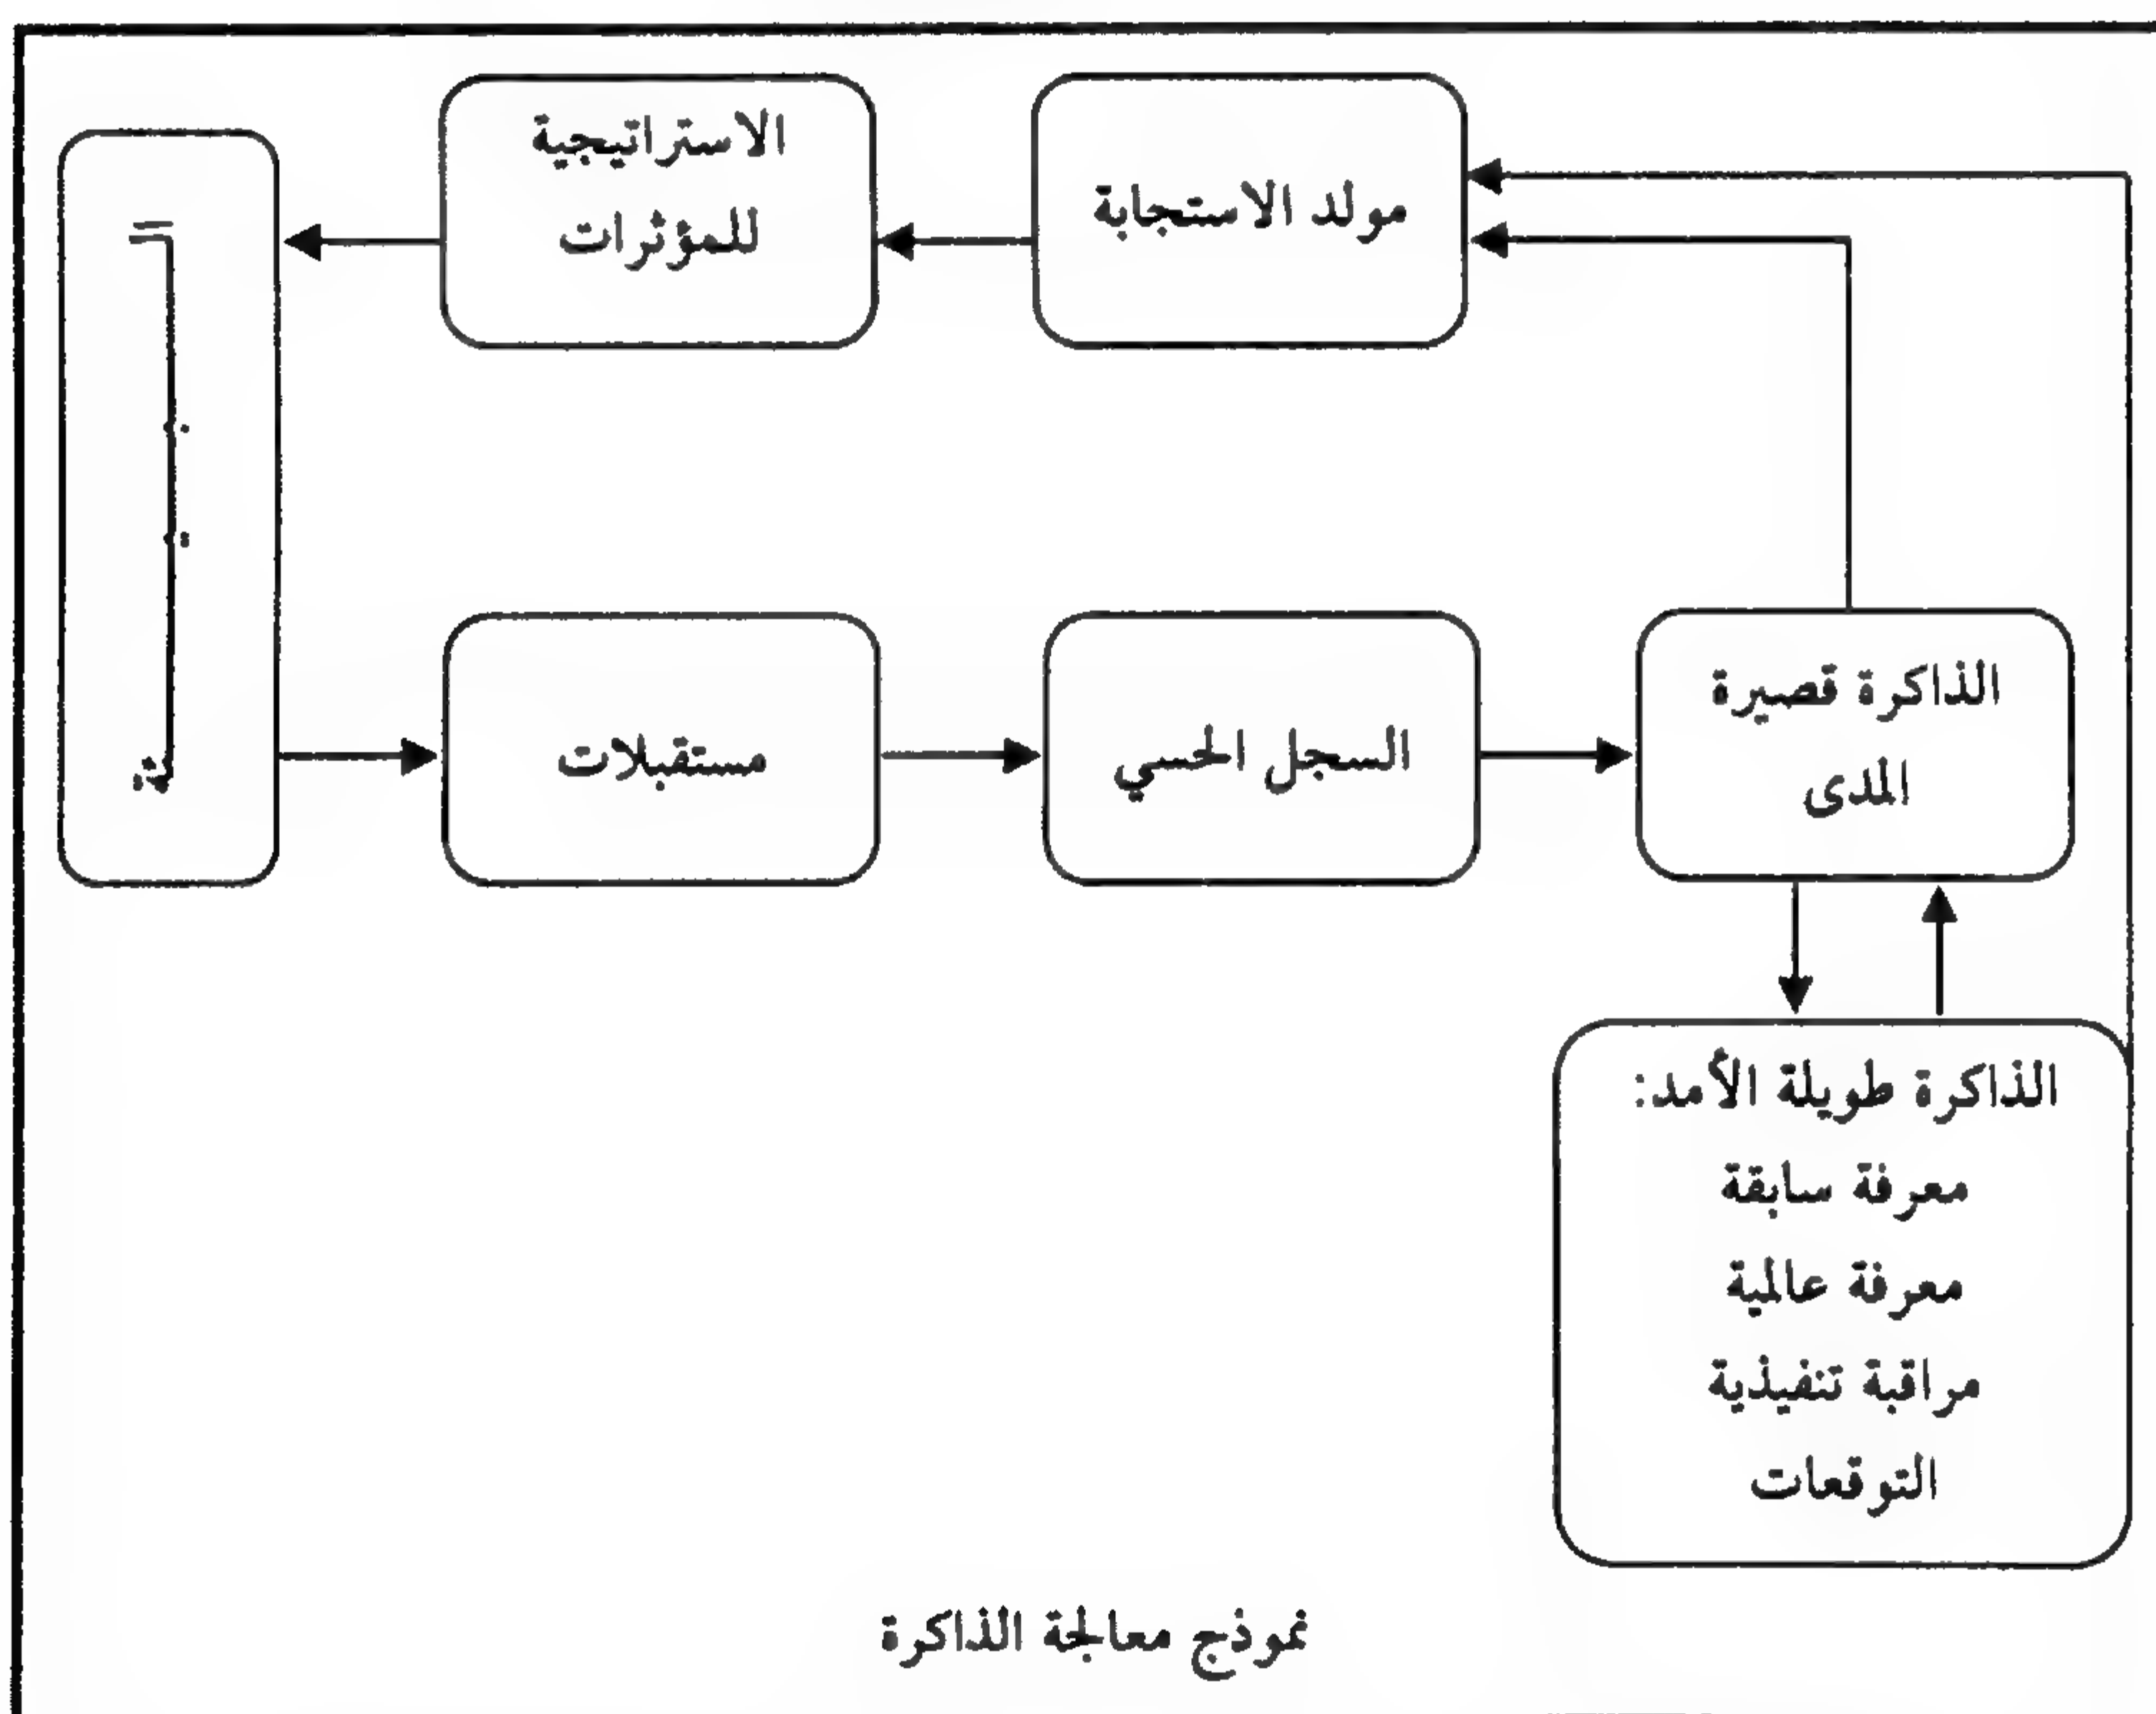 الاستراتيجية
للمؤثرات
مولد الاستجابة
مستقبلات
السجل الحسي
الذاكرة قصيرة
المدى
الذاكرة طويلة الأمد:
معرفة سابقة
معرفة عالمية
مراقبة تنفيذية
التوقعات
نموذج معالجة الذاكرة